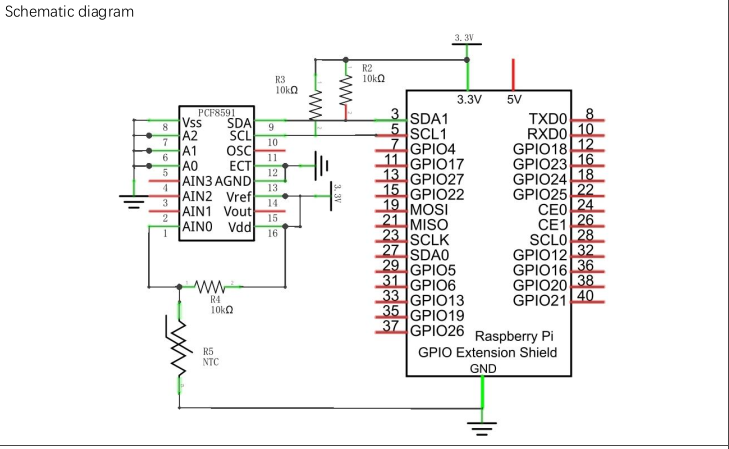 Schematic diagram
3.3V
R3
10kΩ
R2
10kΩ
3.3V 5V
PCF8591
Vss SDA
8 9
A2 SCL
7 10
A1 OSC
6 11
A0 ECT
5 12
AIN3 AGND
4 13
AIN2 Vref
3 14
AIN1 Vout
2 15
AIN0 Vdd
1 16
3.3V
R4
10kΩ
R5
NTC
3 SDA1 TXD0 8
5 SCL1 RXD0 10
7 GPIO4 GPIO18 12
11 GPIO17 GPIO23 16
13 GPIO27 GPIO24 18
15 GPIO22 GPIO25 22
19 MOSI CE0 24
21 MISO CE1 26
23 SCLK SCL0 28
27 SDA0 GPIO12 32
29 GPIO5 GPIO16 36
31 GPIO6 GPIO20 38
33 GPIO13 GPIO21 40
35 GPIO19
37 GPIO26
Raspberry Pi
GPIO Extension Shield
GND